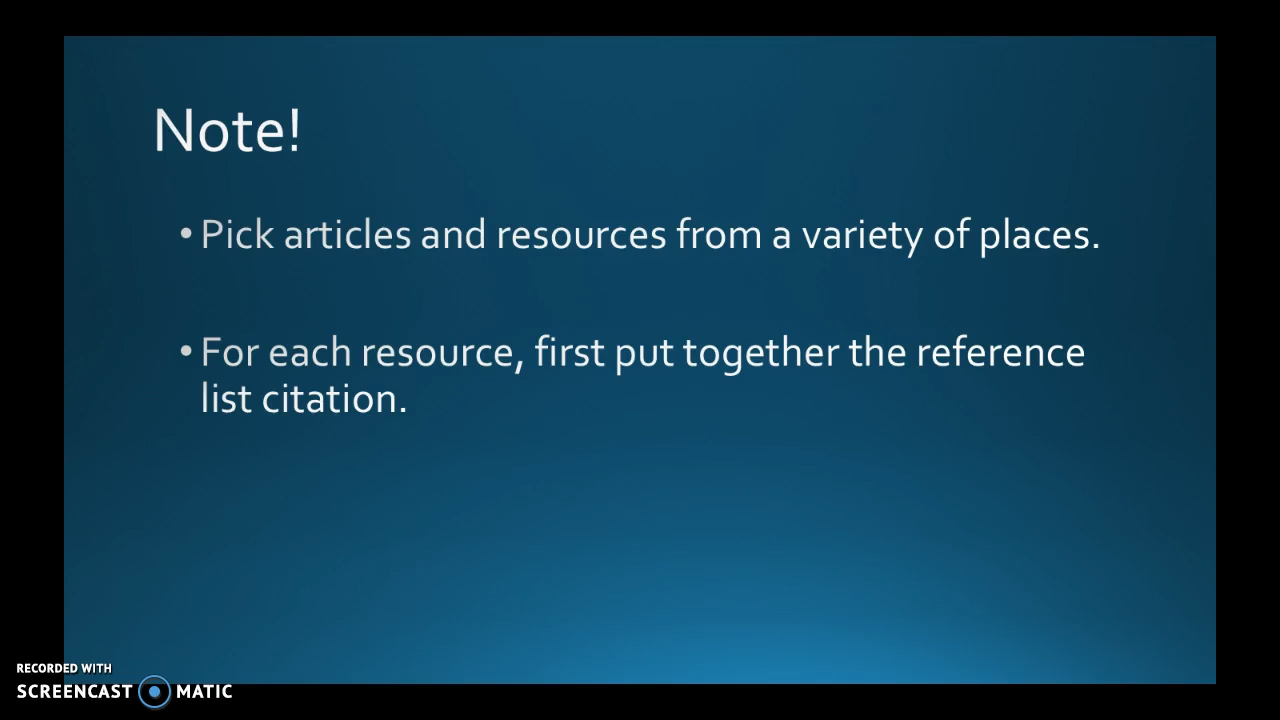 Note!
• Pick articles and resources from a variety of places.
• For each resource, first put together the reference
list citation.
RECORDED WITH
SCREENCAST MATIC